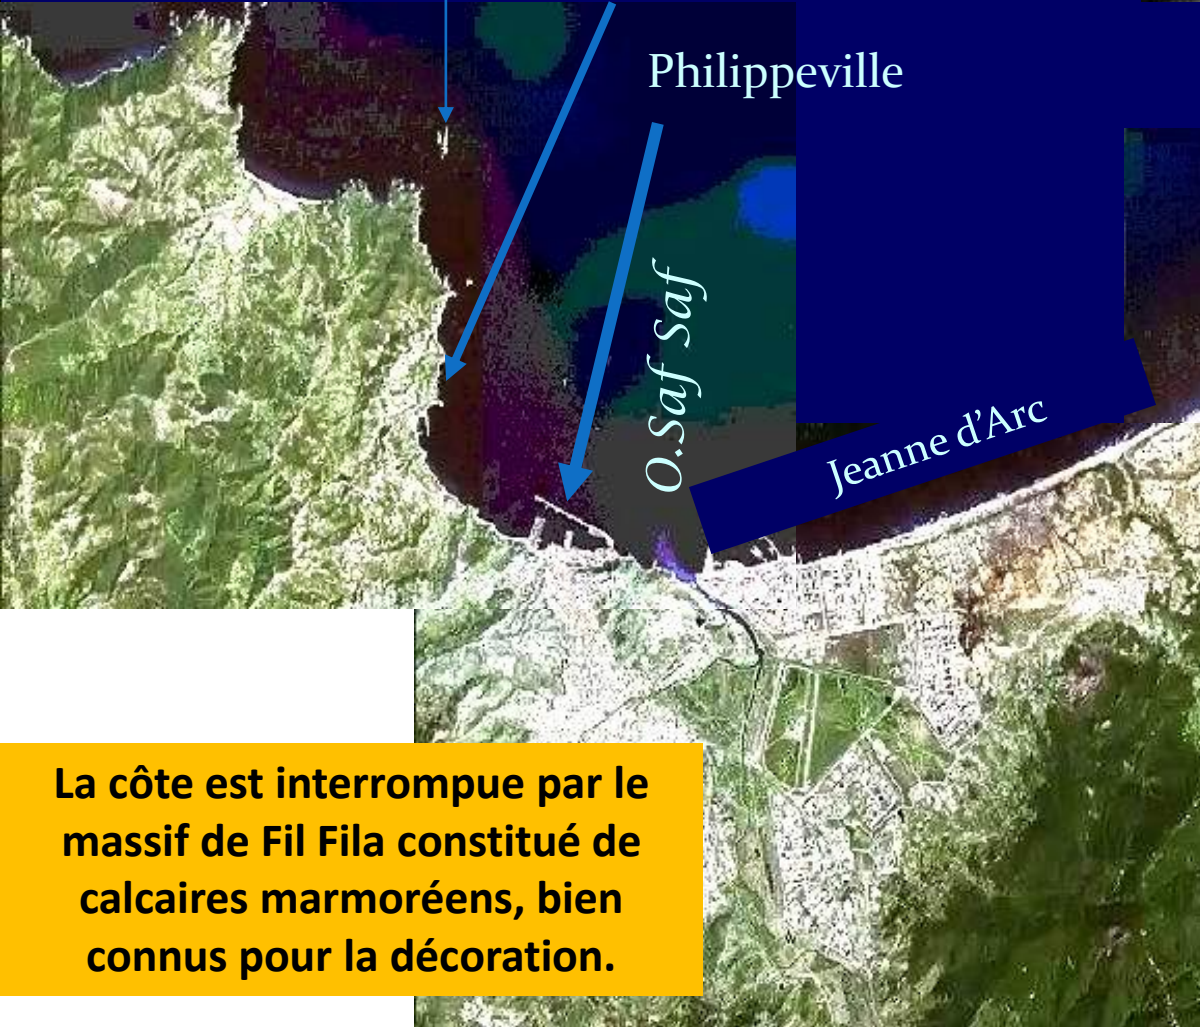 Philippeville
O.Saf Saf
Jeanne d’Arc
La côte est interrompue par le
massif de Fil Fila constitué de
calcaires marmoréens, bien
connus pour la décoration.